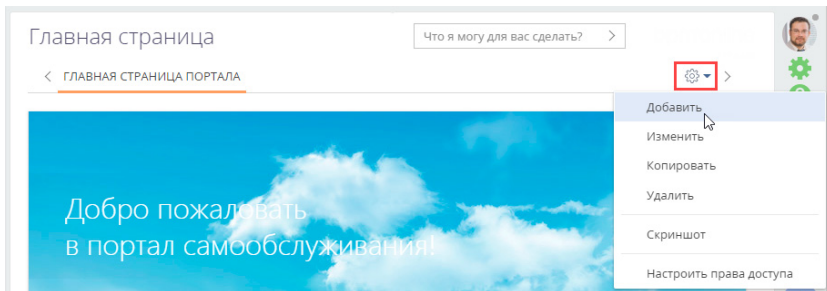 Главная страница
Что я могу для вас сделать?
ГЛАВНАЯ СТРАНИЦА ПОРТАЛА
Добавить
Изменить
Копировать
Удалить
Скриншот
Настроить права доступа
Добро пожаловать
в портал самообслуживания!